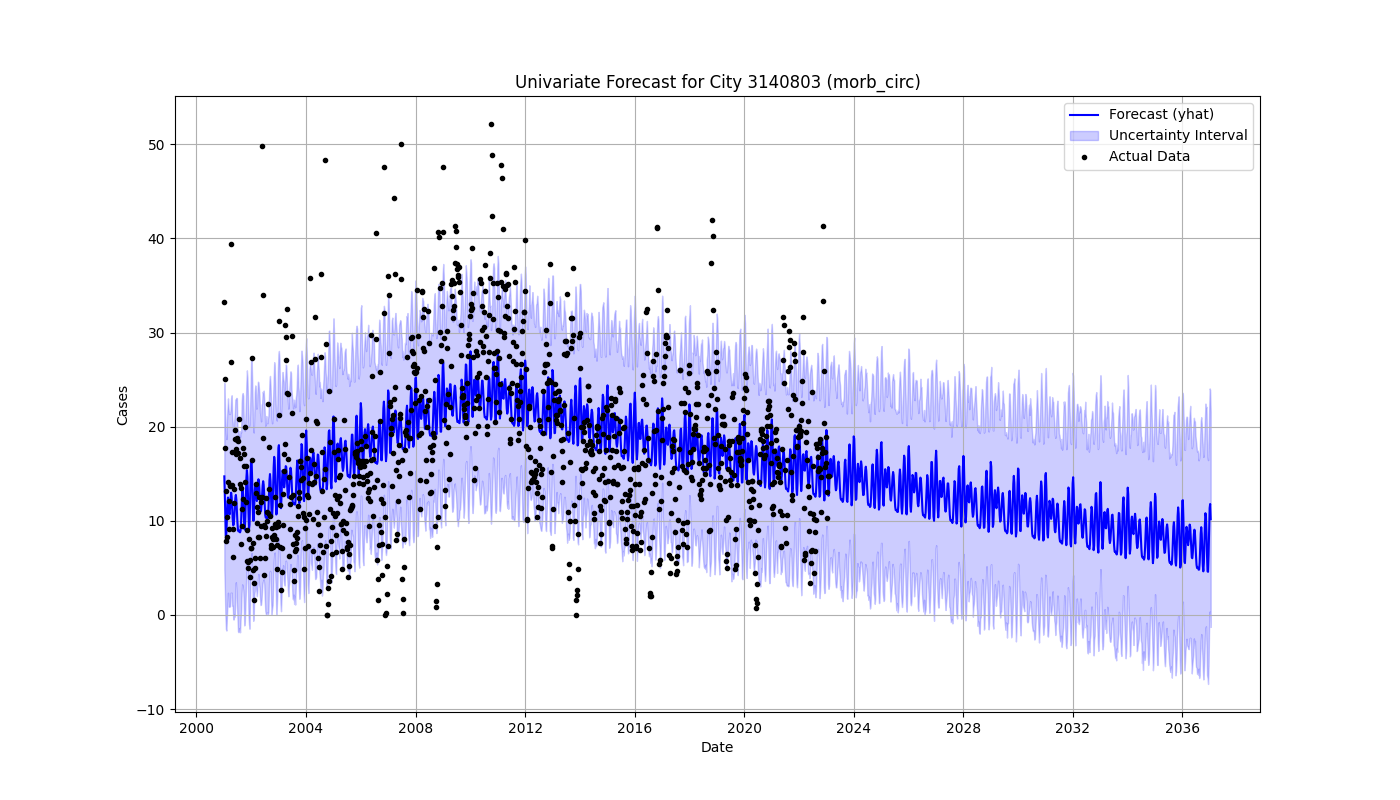 Univariate Forecast for City 3140803 (morb_circ)
Forecast (yhat)
Uncertainty Interval
Actual Data
Cases
50
40
30
20
10
0
−10
2000 2004 2008 2012 2016 2020 2024 2028 2032 2036
Date